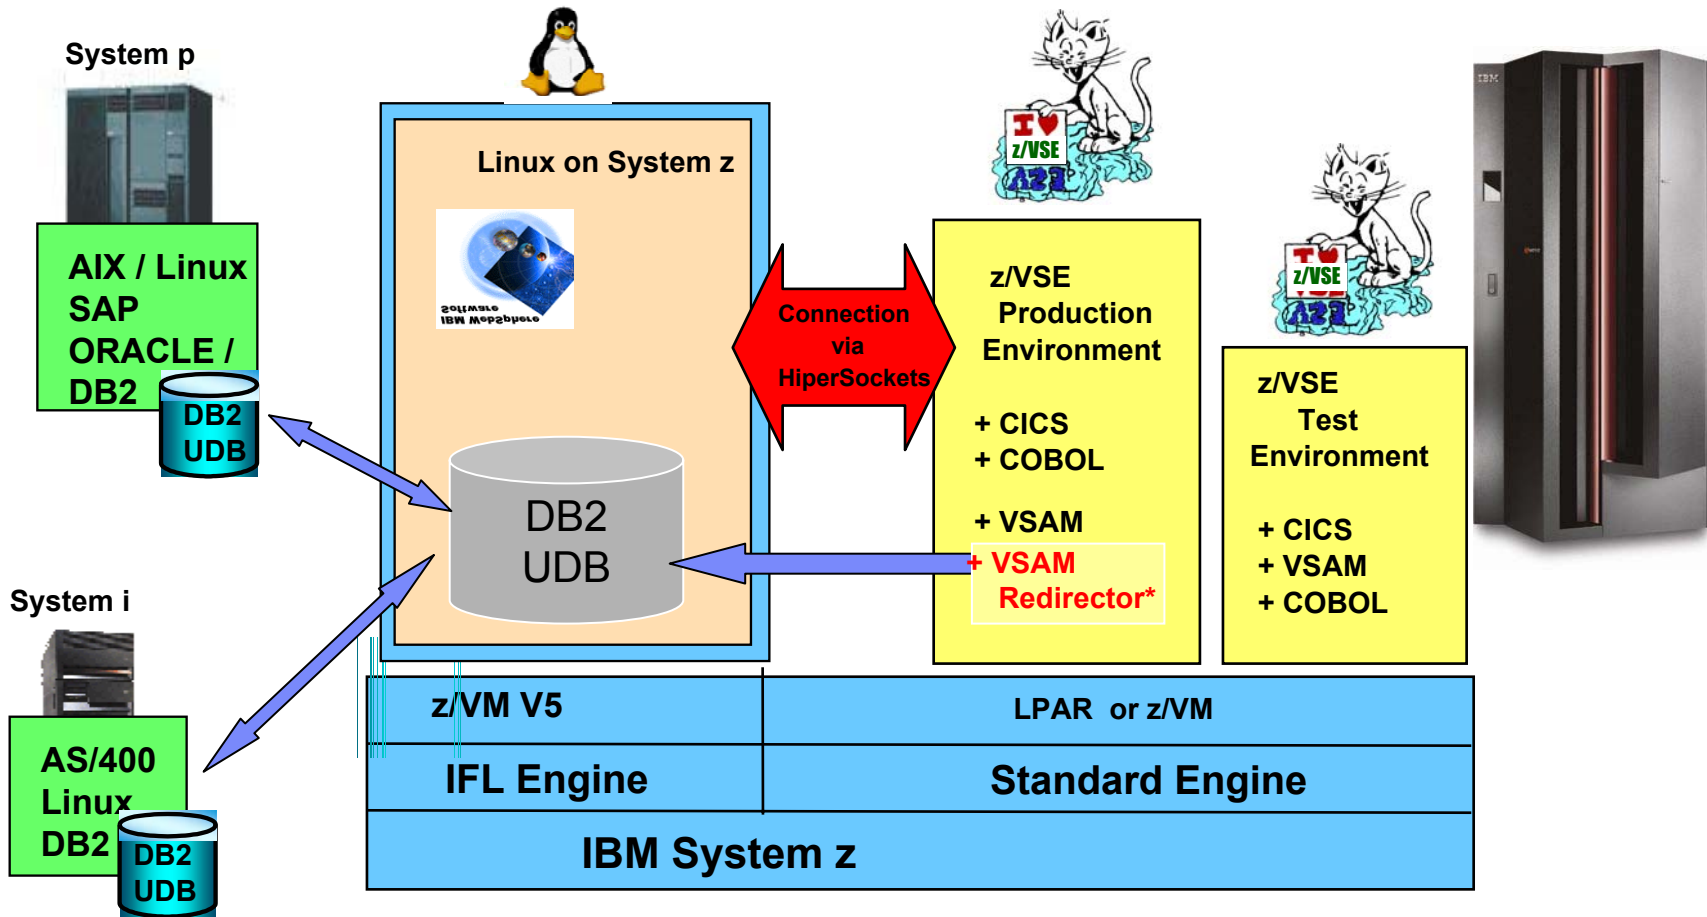 System p
AIX / Linux
SAP
ORACLE /
DB2
DB2
UDB
System i
AS/400
Linux
DB2
DB2
UDB
Linux on System z
Software
IBM WebSphere
DB2
UDB
Connection
via
HiperSockets
I ♥
z/VSE
z/VSE
Production
Environment
+ CICS
+ COBOL
+ VSAM
+ VSAM
Redirector*
I ♥
z/VSE
z/VSE
Test
Environment
+ CICS
+ VSAM
+ COBOL
IBM
z/VM V5
LPAR or z/VM
IFL Engine
Standard Engine
IBM System z